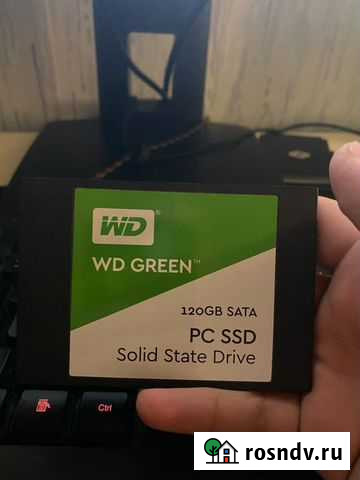 WD®
WD GREEN™
120GB SATA
PC SSD
Solid State Drive
Ctrl
rosndv.ru